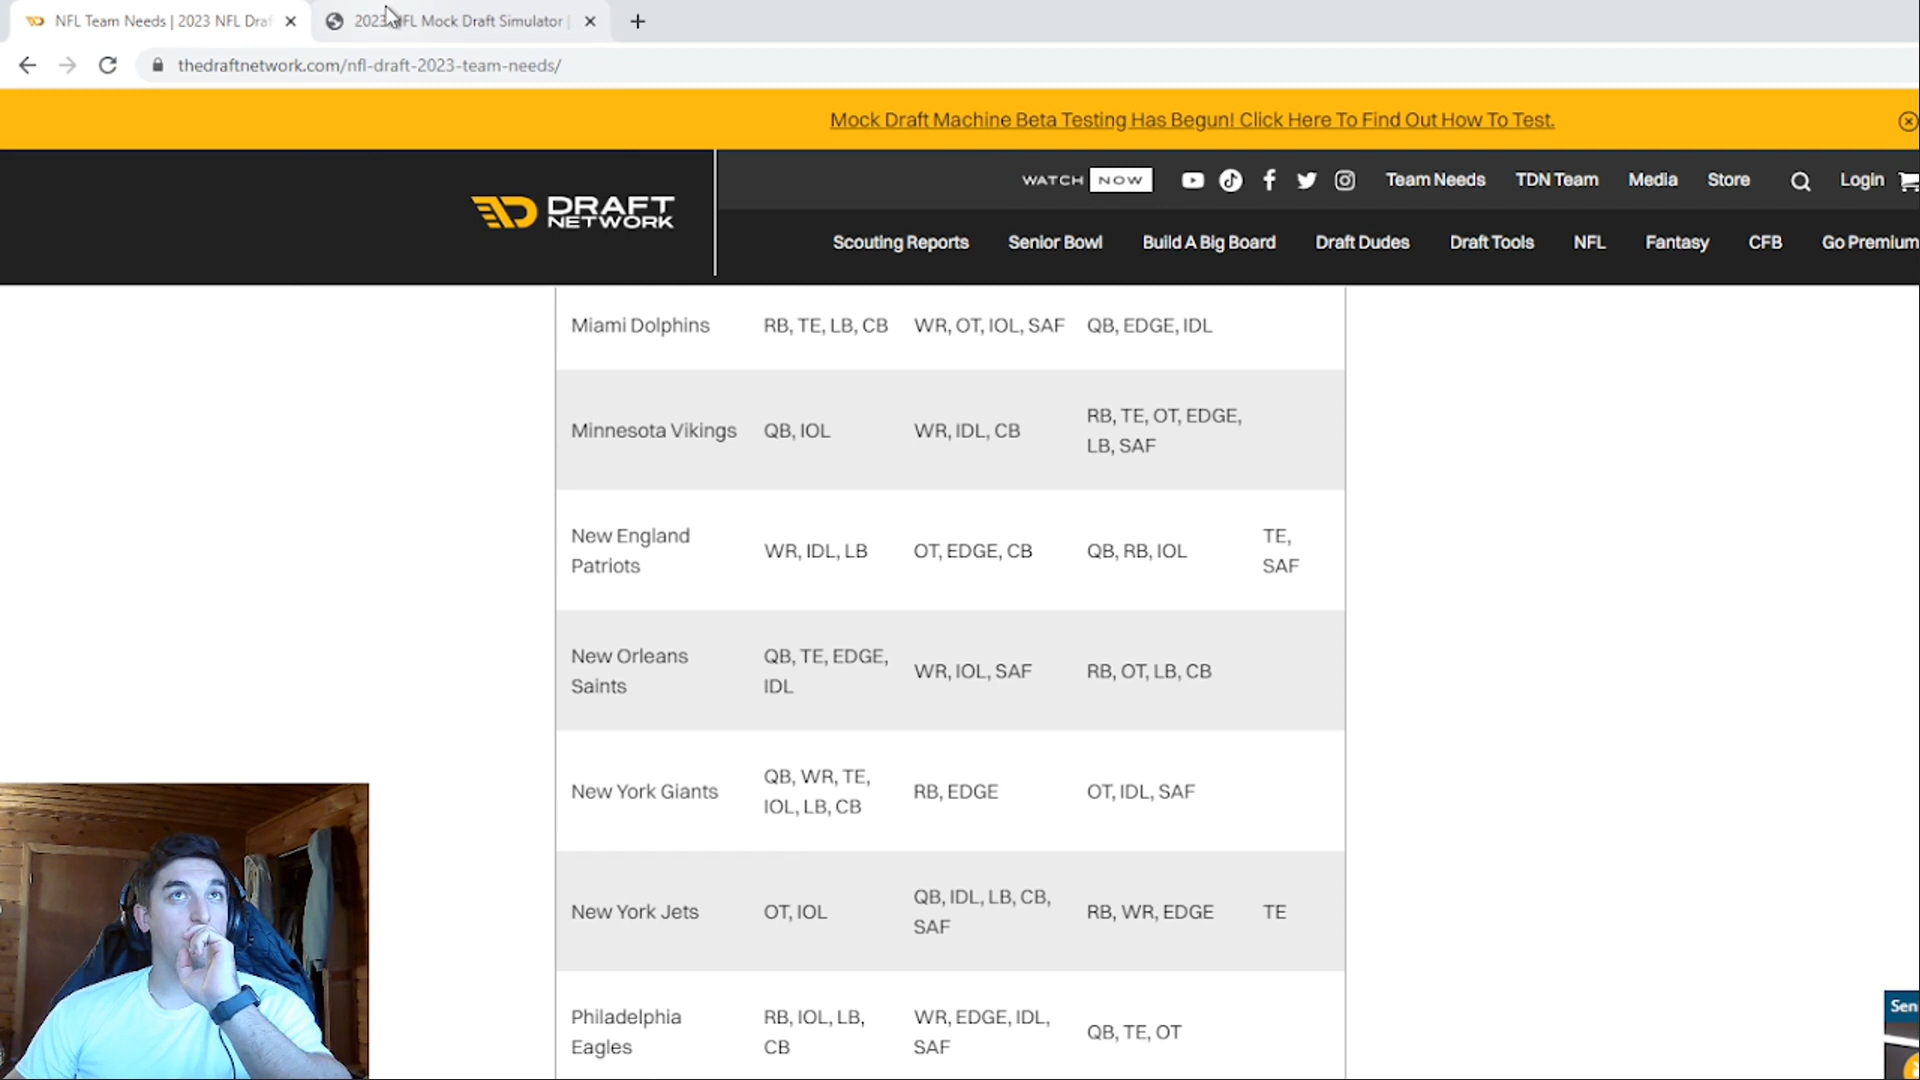 NFL Team Needs | 2023 NFL Draf
2023 NFL Mock Draft Simulator |
thedraftnetwork.com/nfl-draft-2023-team-needs/
Mock Draft Machine Beta Testing Has Begun! Click Here To Find Out How To Test.
DRAFT
NETWORK
WATCH NOW
Team Needs
TDN Team
Media
Store
Login
Scouting Reports
Senior Bowl
Build A Big Board
Draft Dudes
Draft Tools
NFL
Fantasy
CFB
Go Premium
Miami Dolphins
RB, TE, LB, CB
WR, OT, IOL, SAF
QB, EDGE, IDL
Minnesota Vikings
QB, IOL
WR, IDL, CB
RB, TE, OT, EDGE,
LB, SAF
New England
Patriots
WR, IDL, LB
OT, EDGE, CB
QB, RB, IOL
TE,
SAF
New Orleans
Saints
QB, TE, EDGE,
IDL
WR, IOL, SAF
RB, OT, LB, CB
New York Giants
QB, WR, TE,
IOL, LB, CB
RB, EDGE
OT, IDL, SAF
New York Jets
OT, IOL
QB, IDL, LB, CB,
SAF
RB, WR, EDGE
TE
Philadelphia
Eagles
RB, IOL, LB,
CB
WR, EDGE, IDL,
SAF
QB, TE, OT
Sen